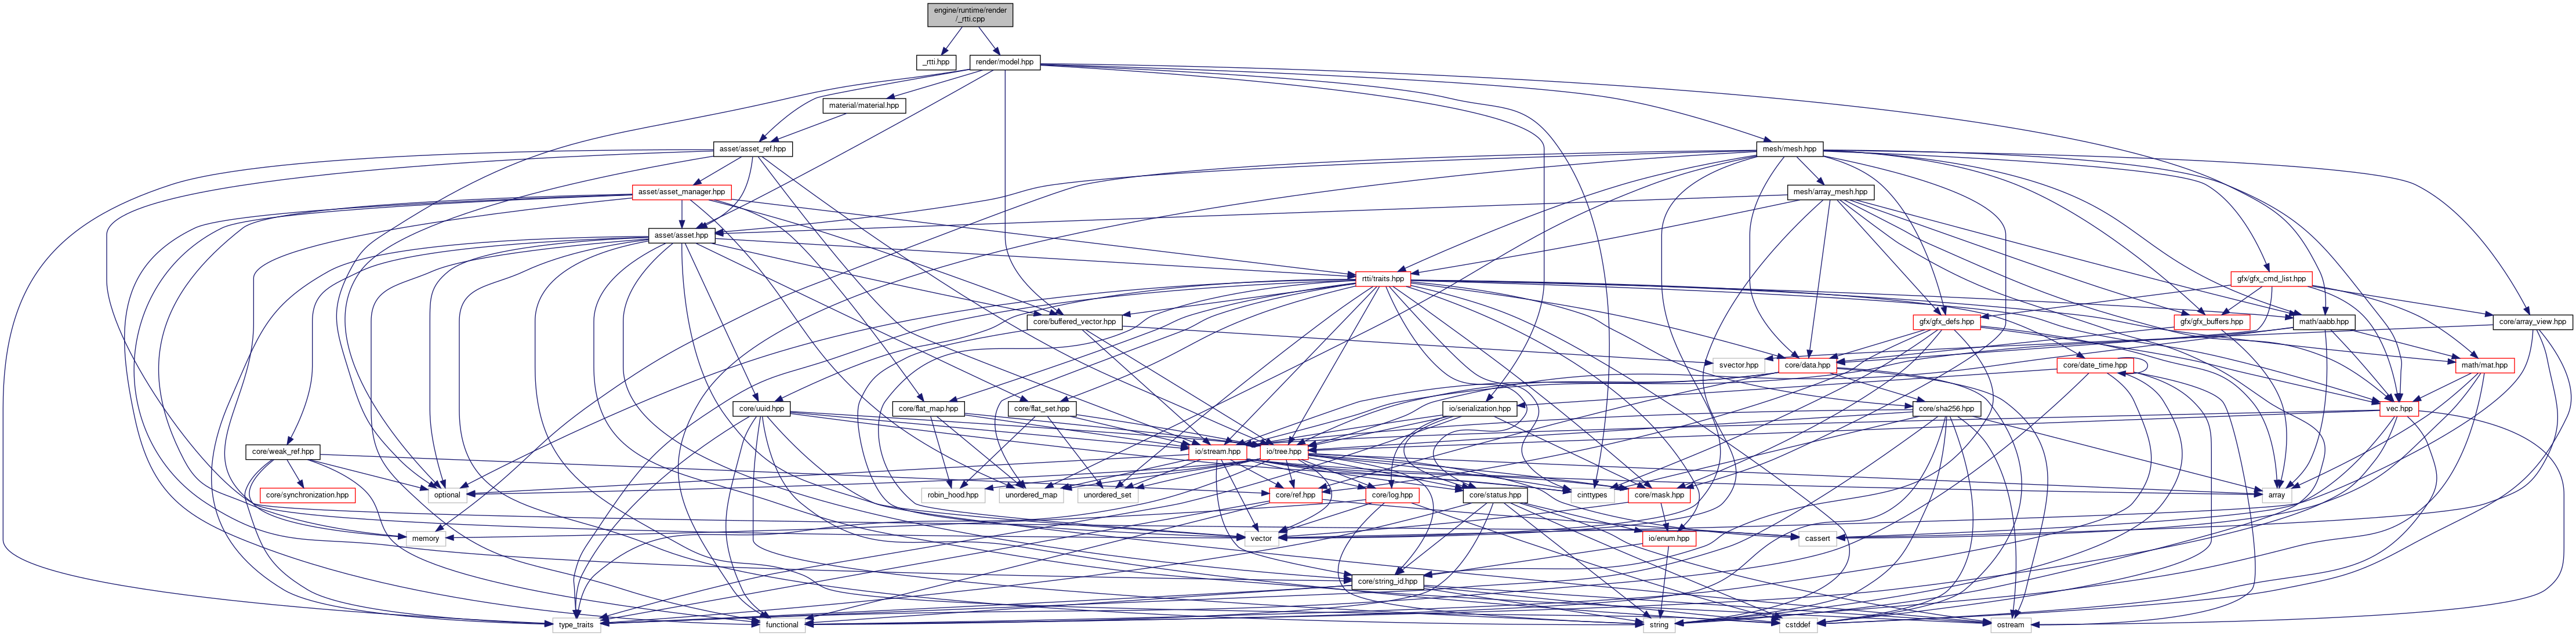 engine/runtime/render
/_rtti.cpp
_rtti.hpp
render/model.hpp
material/material.hpp
asset/asset_ref.hpp
mesh/mesh.hpp
asset/asset_manager.hpp
mesh/array_mesh.hpp
asset/asset.hpp
rtti/traits.hpp
gfx/gfx_cmd_list.hpp
core/buffered_vector.hpp
gfx/gfx_defs.hpp
gfx/gfx_buffers.hpp
math/aabb.hpp
core/array_view.hpp
svector.hpp
core/data.hpp
core/date_time.hpp
math/mat.hpp
core/uuid.hpp
core/flat_map.hpp
core/flat_set.hpp
io/serialization.hpp
core/sha256.hpp
vec.hpp
core/weak_ref.hpp
io/stream.hpp
io/tree.hpp
core/synchronization.hpp
optional
robin_hood.hpp
unordered_map
unordered_set
core/ref.hpp
core/log.hpp
core/status.hpp
cinttypes
core/mask.hpp
array
memory
vector
io/enum.hpp
cassert
core/string_id.hpp
type_traits
functional
string
cstddef
ostream